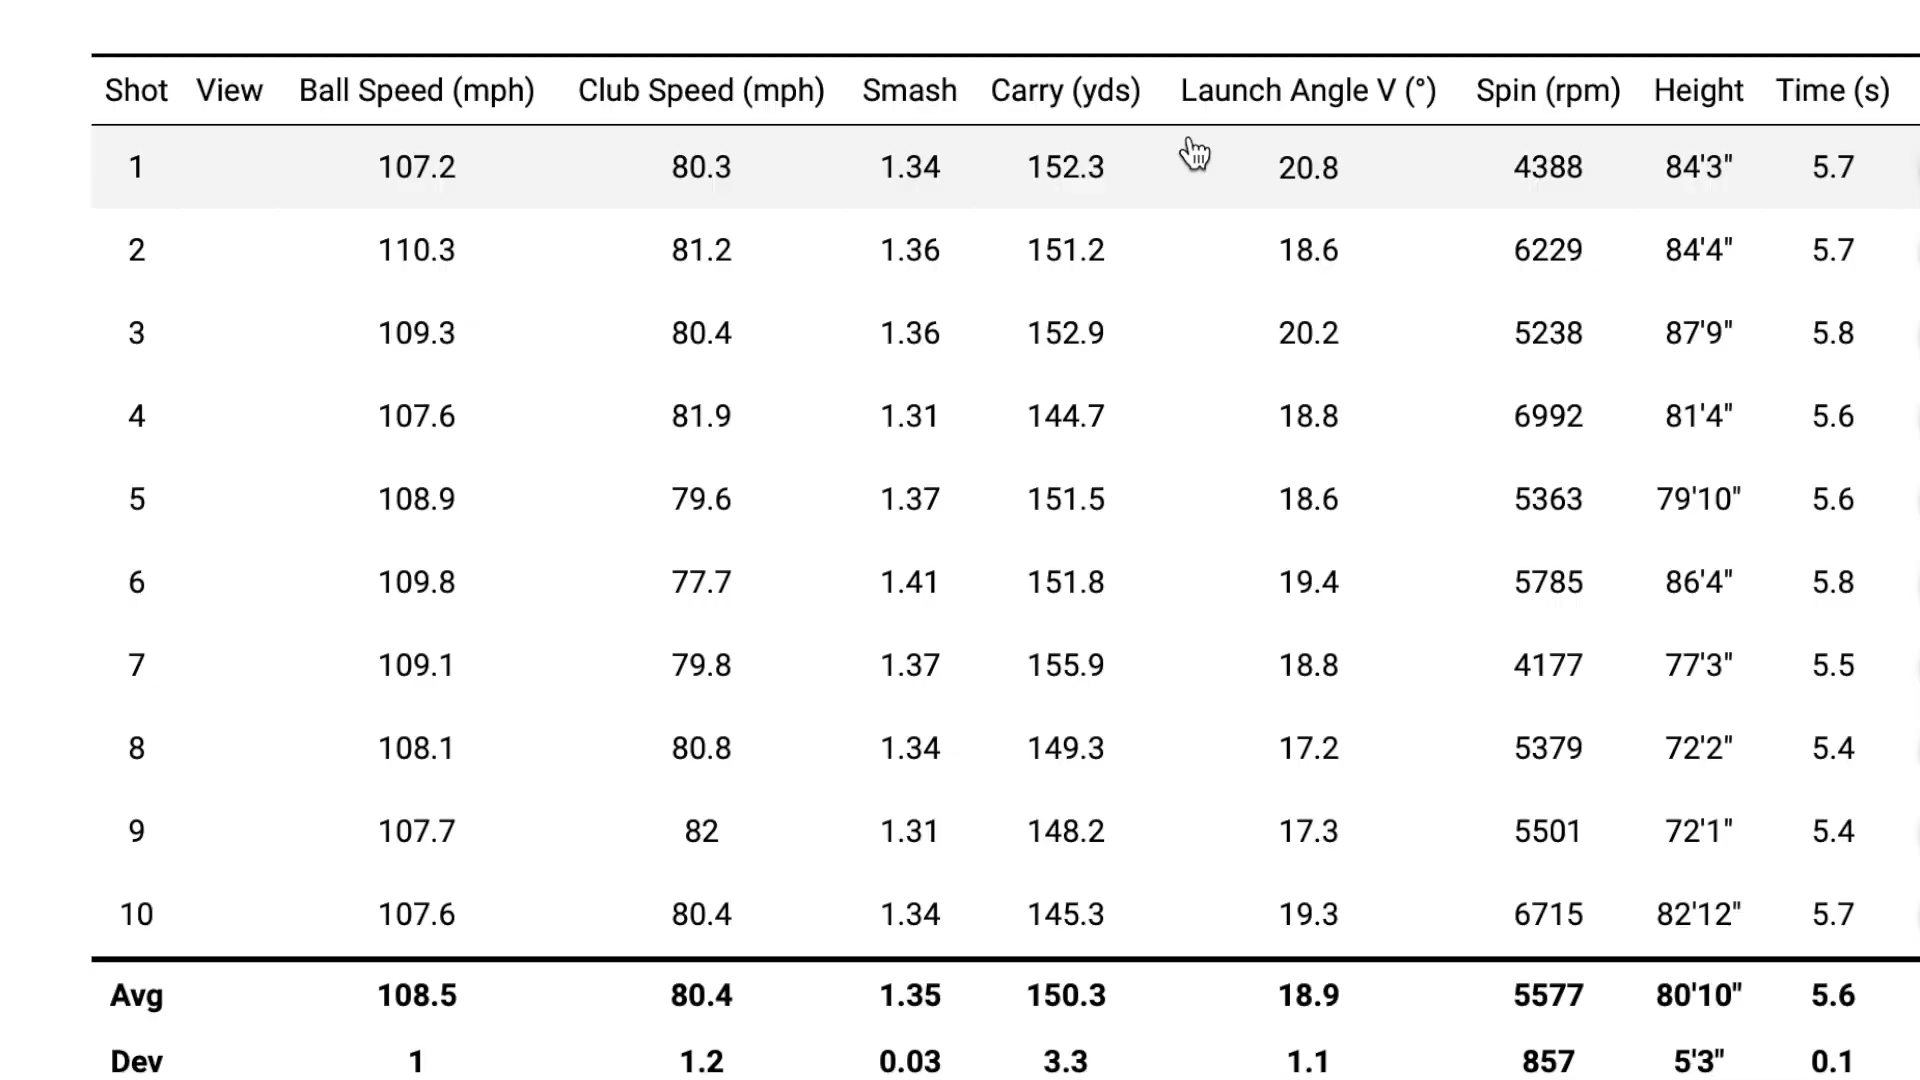 Shot View Ball Speed (mph) Club Speed (mph) Smash Carry (yds) Launch Angle V (°) Spin (rpm) Height Time (s)
1 107.2 80.3 1.34 152.3 20.8 4388 84'3" 5.7
2 110.3 81.2 1.36 151.2 18.6 6229 84'4" 5.7
3 109.3 80.4 1.36 152.9 20.2 5238 87'9" 5.8
4 107.6 81.9 1.31 144.7 18.8 6992 81'4" 5.6
5 108.9 79.6 1.37 151.5 18.6 5363 79'10" 5.6
6 109.8 77.7 1.41 151.8 19.4 5785 86'4" 5.8
7 109.1 79.8 1.37 155.9 18.8 4177 77'3" 5.5
8 108.1 80.8 1.34 149.3 17.2 5379 72'2" 5.4
9 107.7 82 1.31 148.2 17.3 5501 72'1" 5.4
10 107.6 80.4 1.34 145.3 19.3 6715 82'12" 5.7
Avg 108.5 80.4 1.35 150.3 18.9 5577 80'10" 5.6
Dev 1 1.2 0.03 3.3 1.1 857 5'3" 0.1